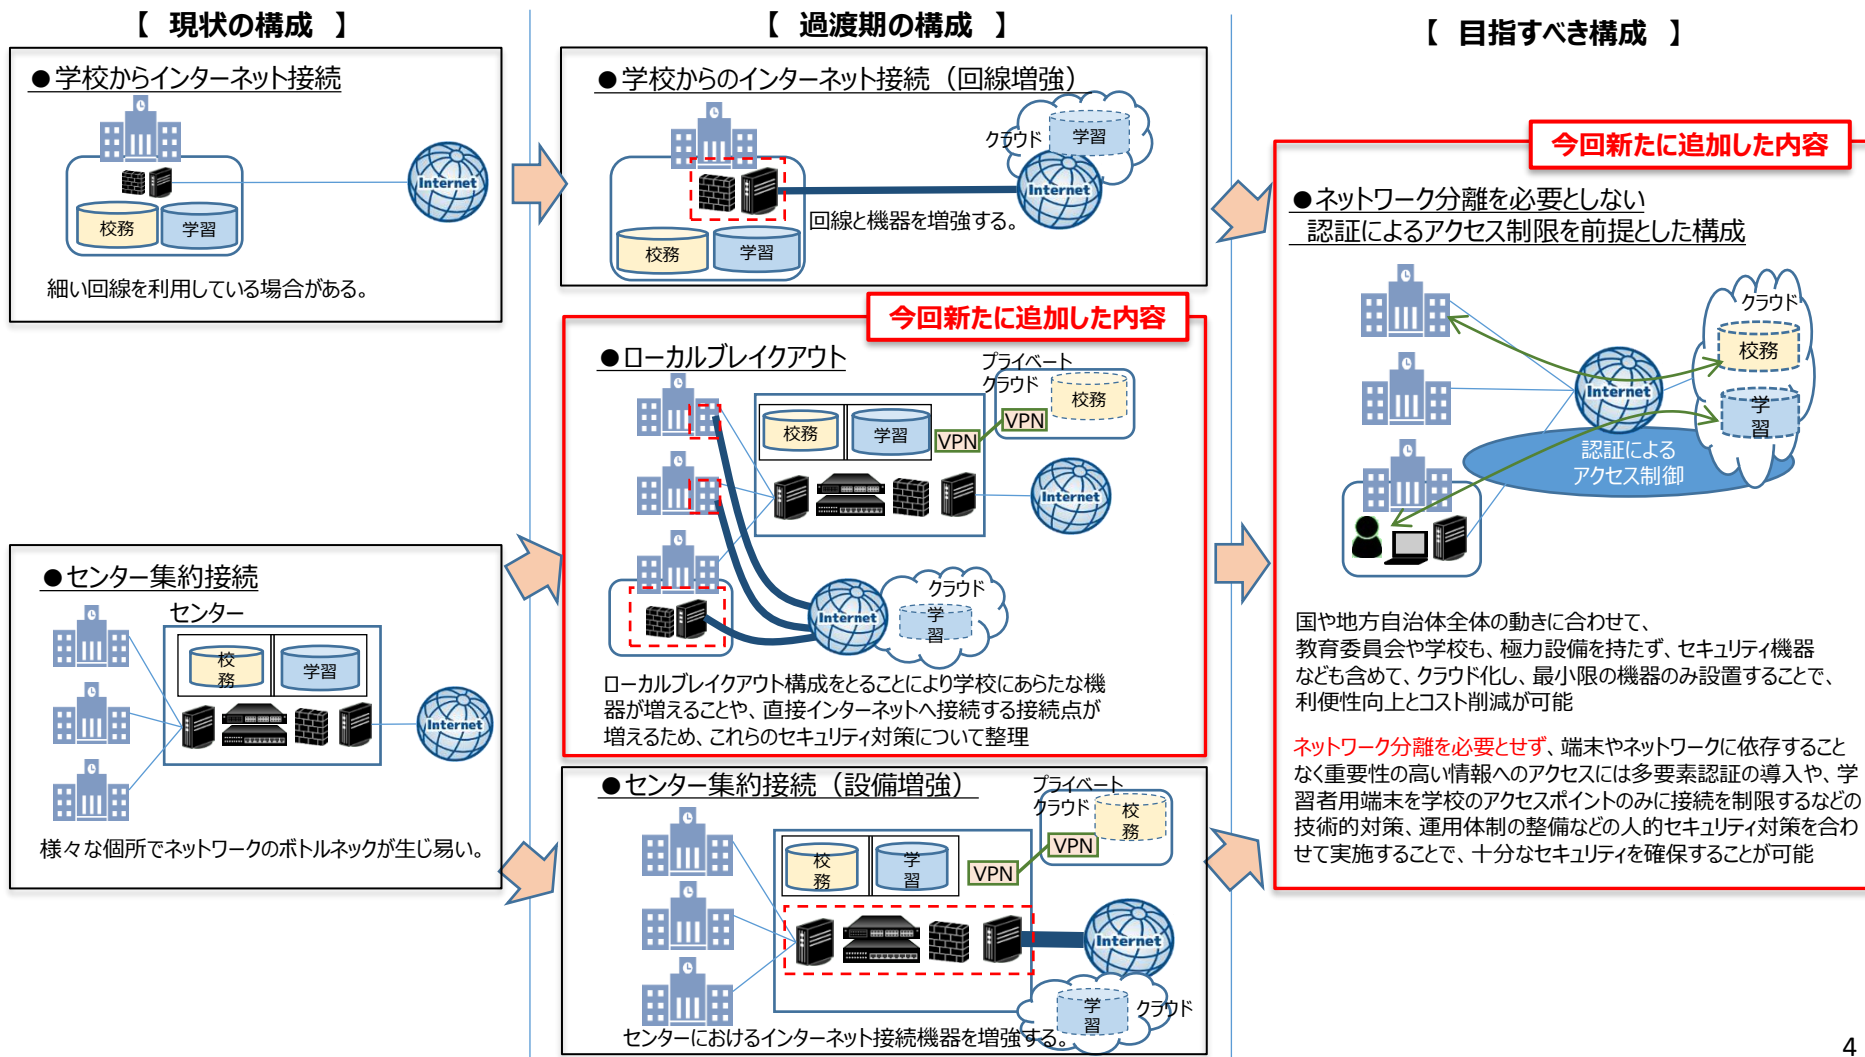 【 現状の構成 】
●学校からインターネット接続
Internet
校務
学習
細い回線を利用している場合がある。
●センター集約接続
センター
校
務
学習
Internet
様々な個所でネットワークのボトルネックが生じ易い。
【 過渡期の構成 】
●学校からのインターネット接続（回線増強）
クラウド
学習
Internet
回線と機器を増強する。
校務
学習
今回新たに追加した内容
●ローカルブレイクアウト
プライベート
クラウド
校務
VPN
校務
学習
VPN
Internet
クラウド
Internet
学
習
ローカルブレイクアウト構成をとることにより学校にあらたな機
器が増えることや、直接インターネットへ接続する接続点が
増えるため、これらのセキュリティ対策について整理
●センター集約接続（設備増強）
プライベート
クラウド
校
務
VPN
校
務
学
習
VPN
Internet
学
習
クラウド
センターにおけるインターネット接続機器を増強する。
【 目指すべき構成 】
今回新たに追加した内容
●ネットワーク分離を必要としない
認証によるアクセス制限を前提とした構成
クラウド
校務
Internet
学
習
認証による
アクセス制御
国や地方自治体全体の動きに合わせて、
教育委員会や学校も、極力設備を持たず、セキュリティ機器
なども含めて、クラウド化し、最小限の機器のみ設置することで、
利便性向上とコスト削減が可能
ネットワーク分離を必要とせず、端末やネットワークに依存すること
なく重要性の高い情報へのアクセスには多要素認証の導入や、学
習者用端末を学校のアクセスポイントのみに接続を制限するなどの
技術的対策、運用体制の整備などの人的セキュリティ対策を合わ
せて実施することで、十分なセキュリティを確保することが可能
4